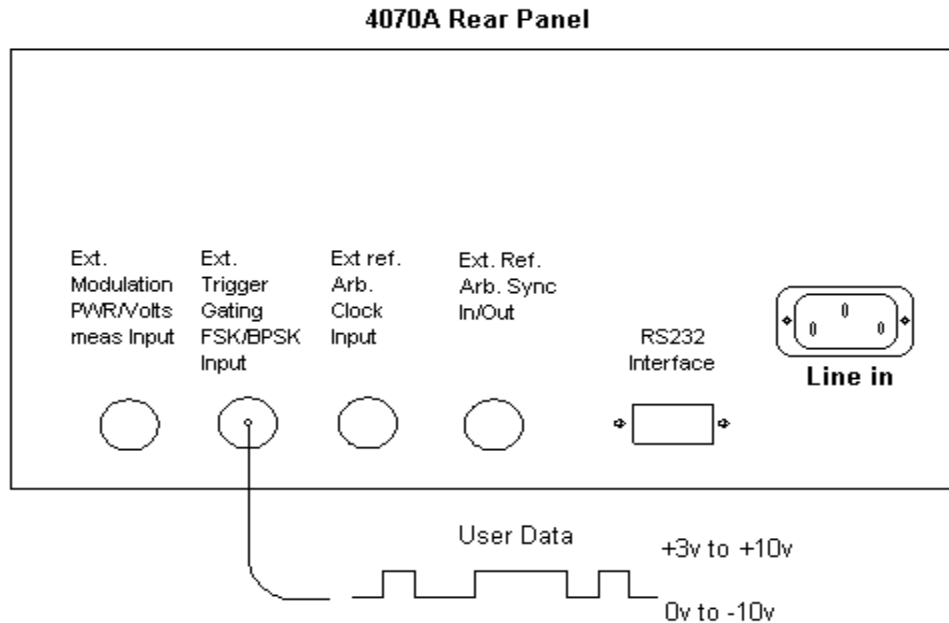 4070A Rear Panel
Ext.
Modulation
PWR/Volts
meas Input
Ext.
Trigger
Gating
FSK/BPSK
Input
Ext ref.
Arb.
Clock
Input
Ext. Ref.
Arb. Sync
In/Out
RS232
Interface
Line in
User Data
+3v to +10v
0v to -10v